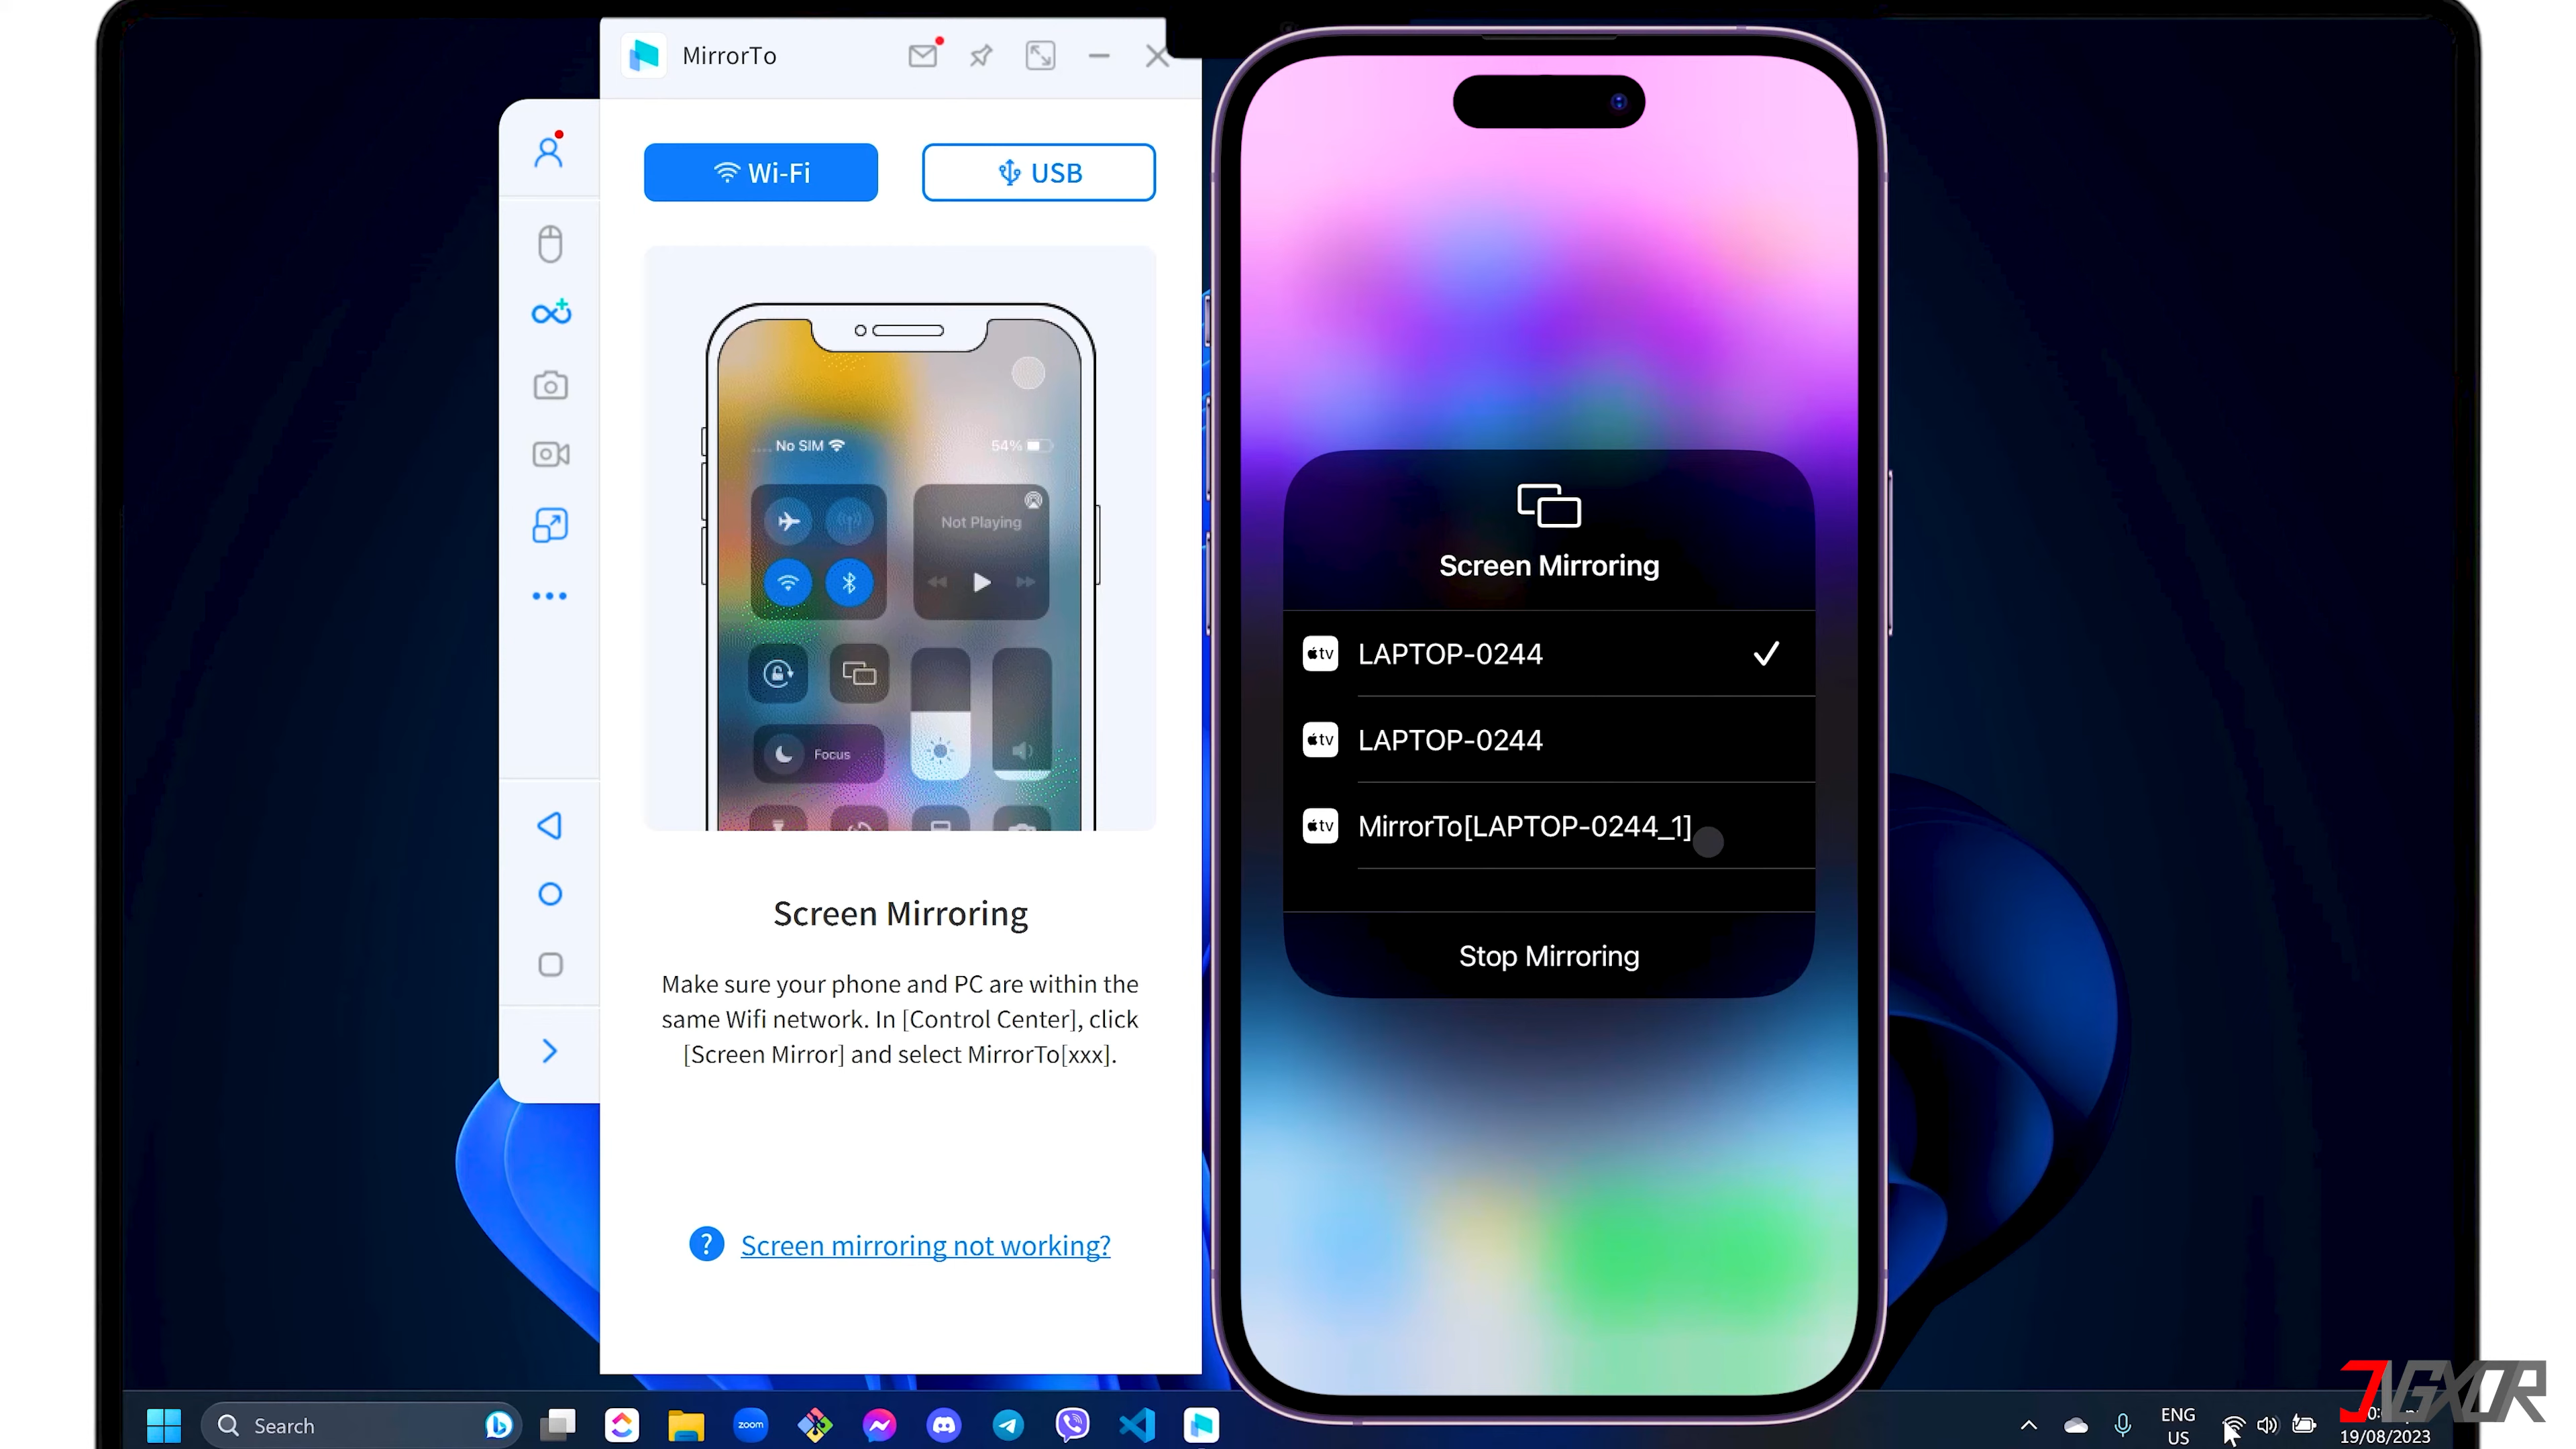 MirrorTo
Wi-Fi
USB
No SIM
54%
Not Playing
Focus
Screen Mirroring
Make sure your phone and PC are within the
same Wifi network. In [Control Center], click
[Screen Mirror] and select MirrorTo[xxx].
? Screen mirroring not working?
Screen Mirroring
tv LAPTOP-0244
tv LAPTOP-0244
tv MirrorTo[LAPTOP-0244_1]
Stop Mirroring
Search
zoom
ENG
US
19/08/2023
JGXOR